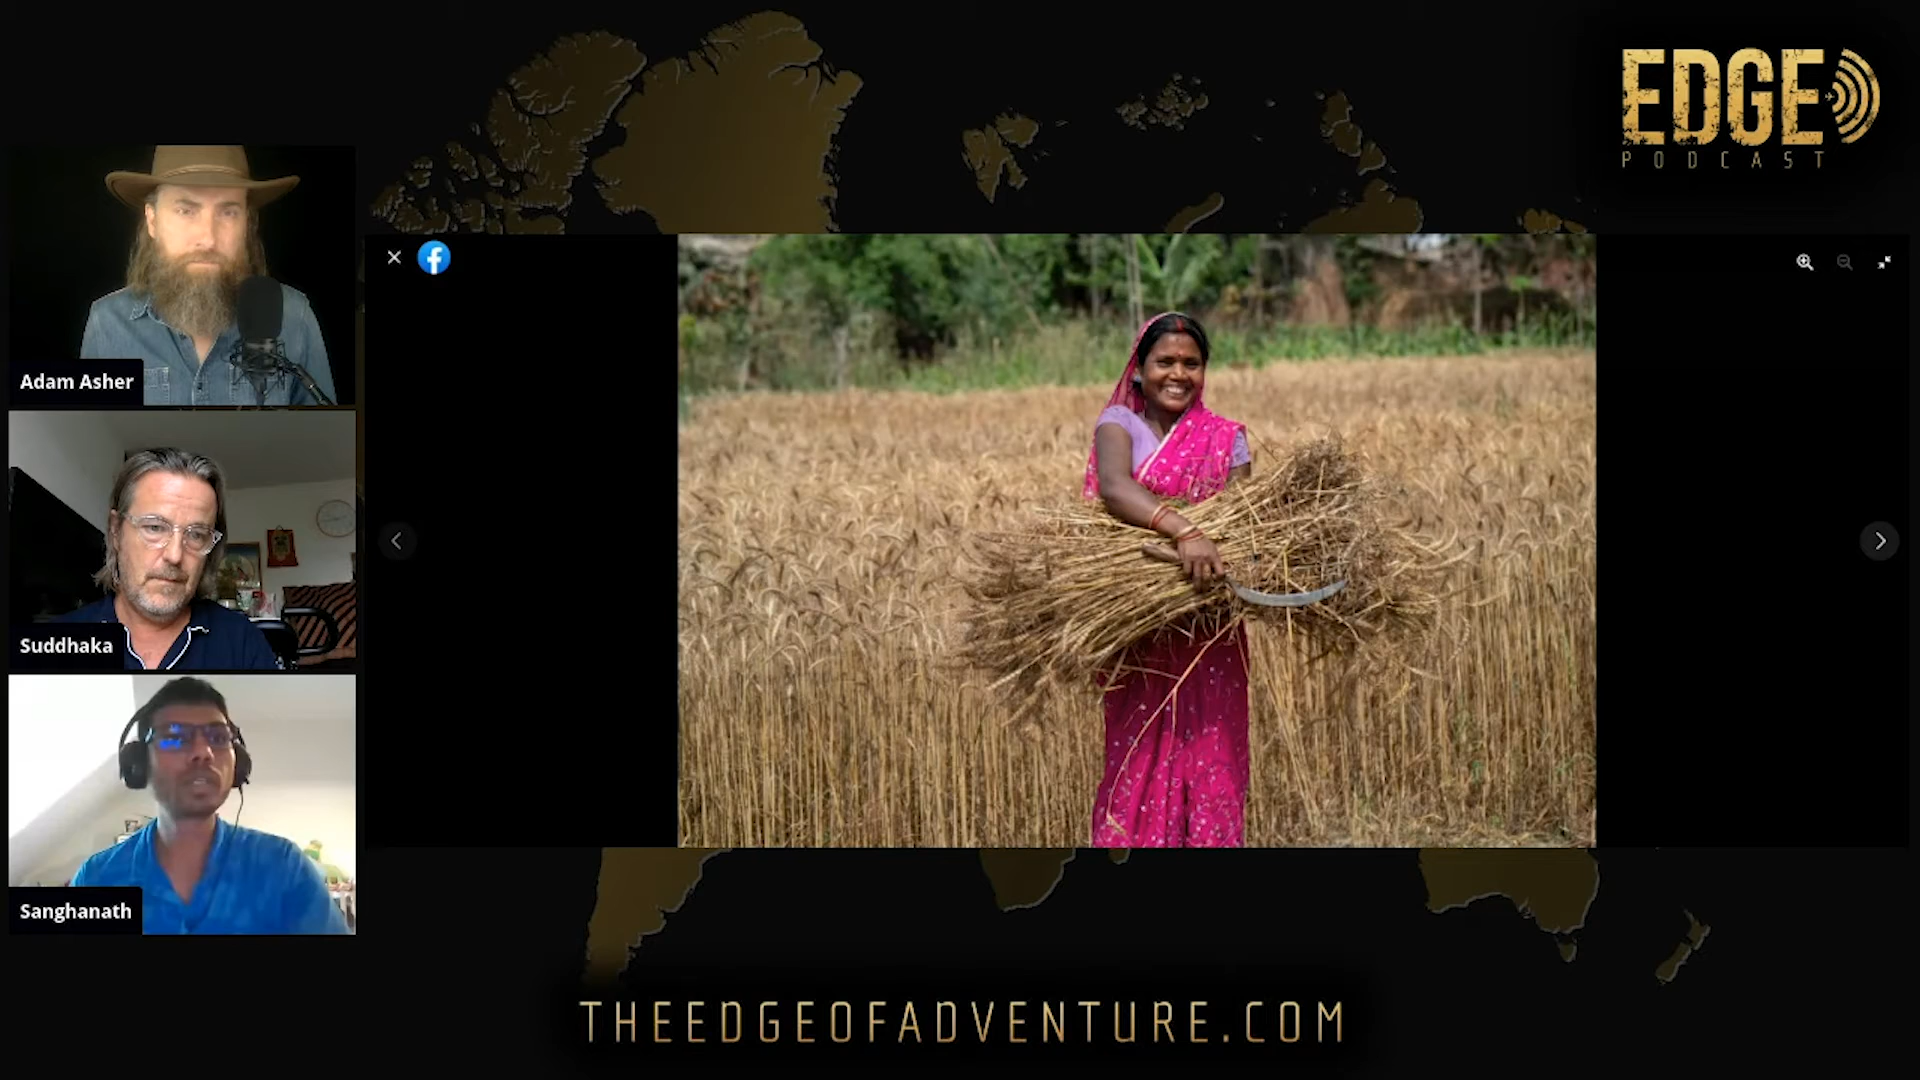 EDGE
PODCAST
Adam Asher
Suddhaka
Sanghanath
THEEDGEOFADVENTURE.COM